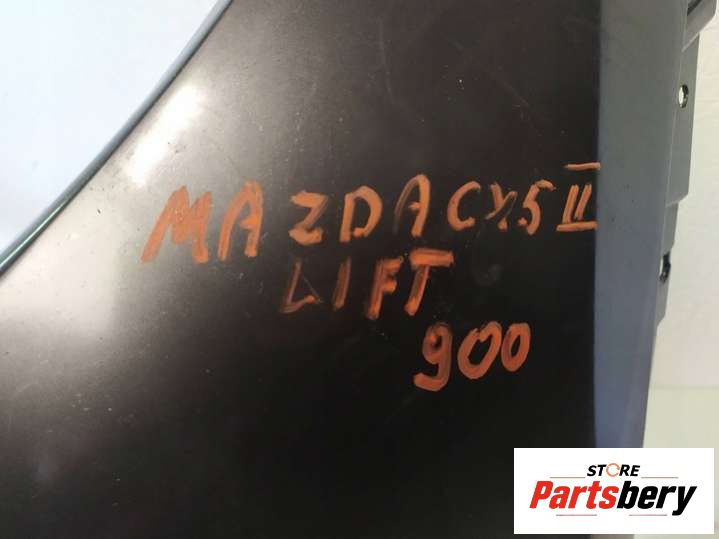 MAZDA CX5 II
LIFT
900
STORE
Partsbery